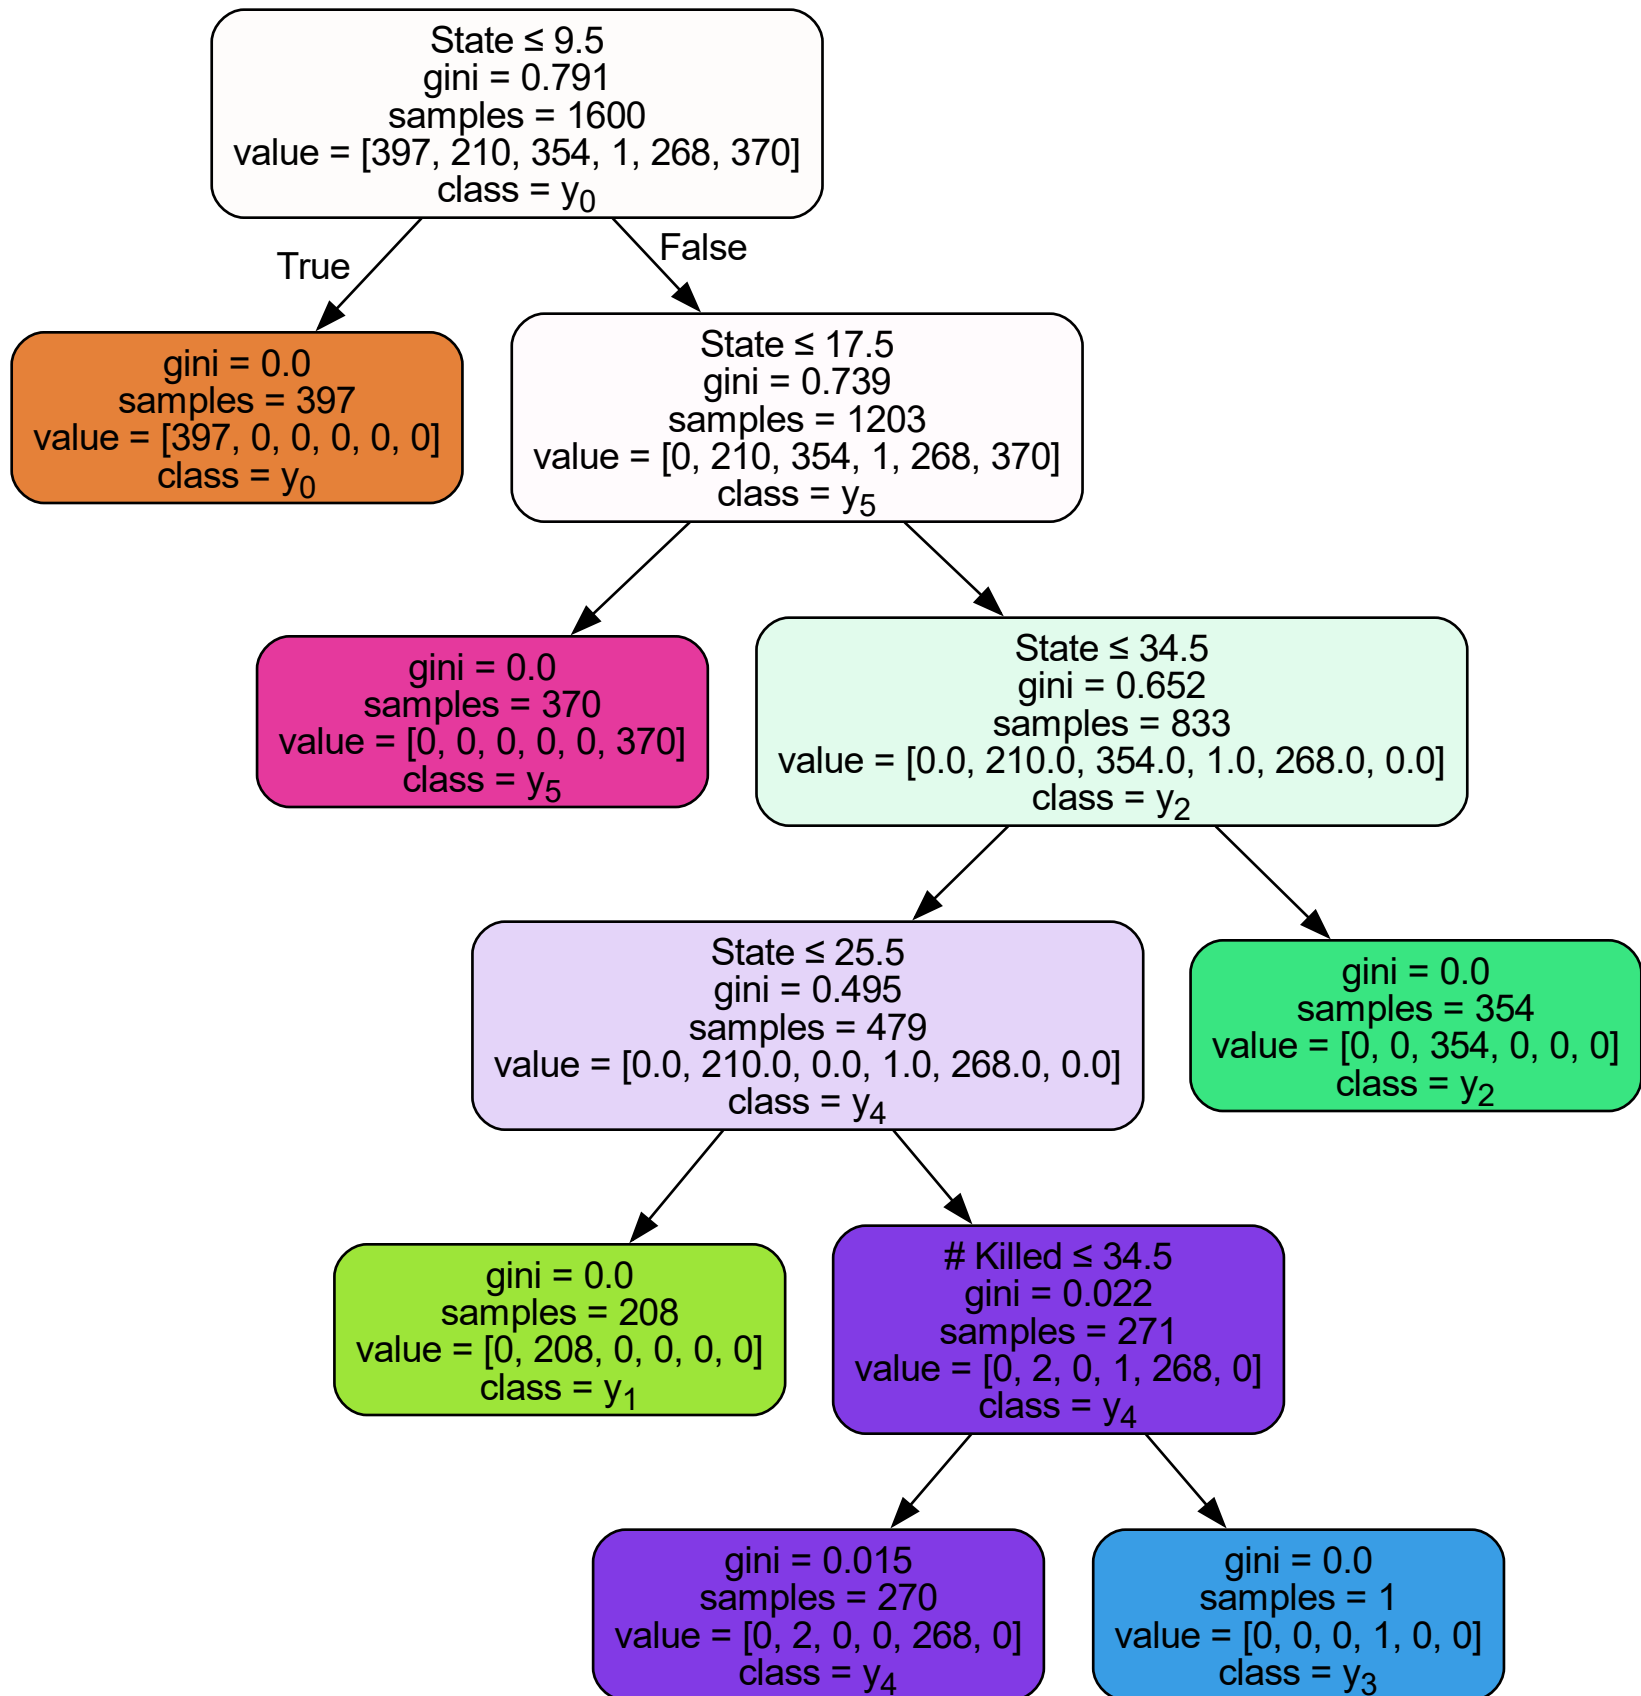 State ≤ 9.5
gini = 0.791
samples = 1600
value = [397, 210, 354, 1, 268, 370]
class = y₀
True
False
gini = 0.0
samples = 397
value = [397, 0, 0, 0, 0, 0]
class = y₀
State ≤ 17.5
gini = 0.739
samples = 1203
value = [0, 210, 354, 1, 268, 370]
class = y₅
gini = 0.0
samples = 370
value = [0, 0, 0, 0, 0, 370]
class = y₅
State ≤ 34.5
gini = 0.652
samples = 833
value = [0.0, 210.0, 354.0, 1.0, 268.0, 0.0]
class = y₂
State ≤ 25.5
gini = 0.495
samples = 479
value = [0.0, 210.0, 0.0, 1.0, 268.0, 0.0]
class = y₄
gini = 0.0
samples = 354
value = [0, 0, 354, 0, 0, 0]
class = y₂
gini = 0.0
samples = 208
value = [0, 208, 0, 0, 0, 0]
class = y₁
# Killed ≤ 34.5
gini = 0.022
samples = 271
value = [0, 2, 0, 1, 268, 0]
class = y₄
gini = 0.015
samples = 270
value = [0, 2, 0, 0, 268, 0]
class = y₄
gini = 0.0
samples = 1
value = [0, 0, 0, 1, 0, 0]
class = y₃